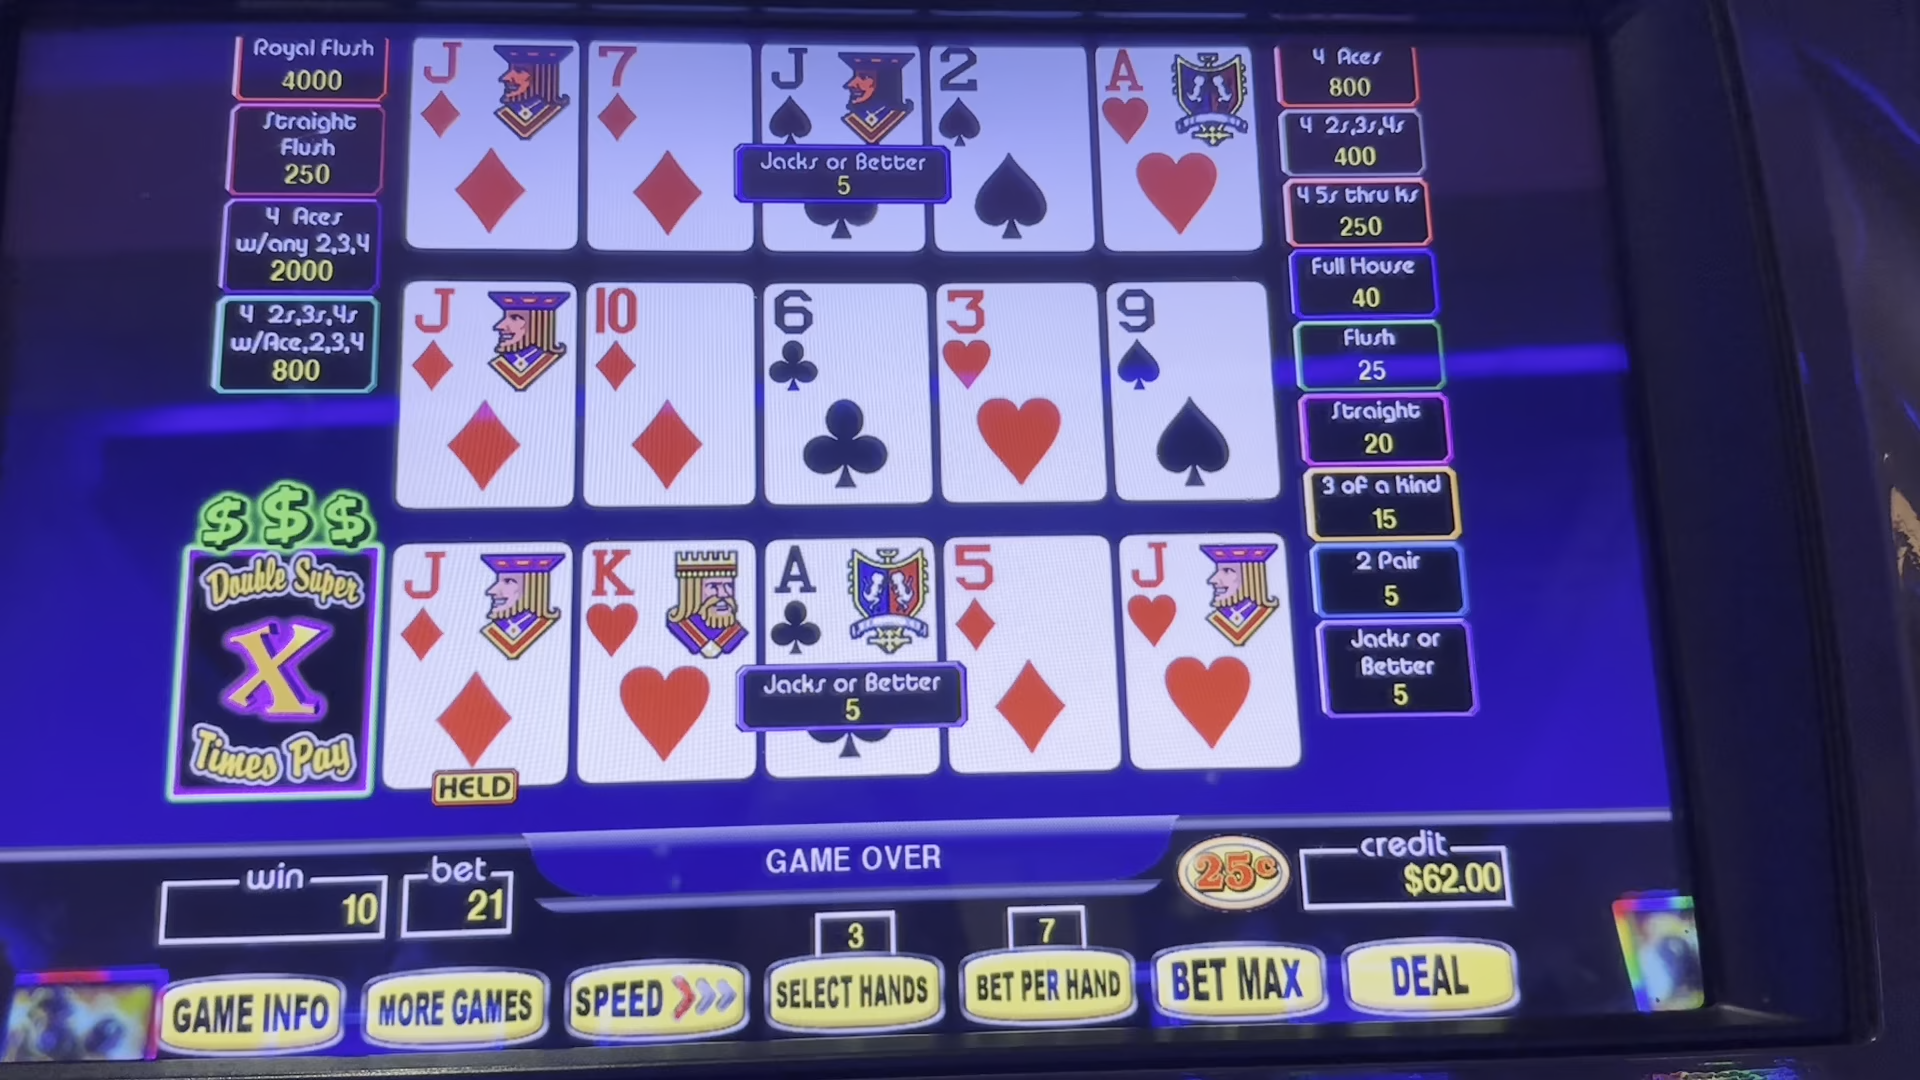 Royal Flush
4000
Straight
Flush
250
4 Aces
w/any 2,3,4
2000
4 2s,3s,4s
w/Ace,2,3,4
800
J
7
J
2
A
Jacks or Better
5
4 Aces
800
4 2s,3s,4s
400
4 5s thru Ks
250
Full House
40
Flush
25
Straight
20
3 of a Kind
15
2 Pair
5
Jacks or
Better
5
J
10
6
3
9
$ $ $
Double Super
X
Times Pay
J
K
A
5
J
Jacks or Better
5
HELD
win
10
bet
21
GAME OVER
25¢
credit
$62.00
3
7
GAME INFO
MORE GAMES
SPEED
SELECT HANDS
BET PER HAND
BET MAX
DEAL